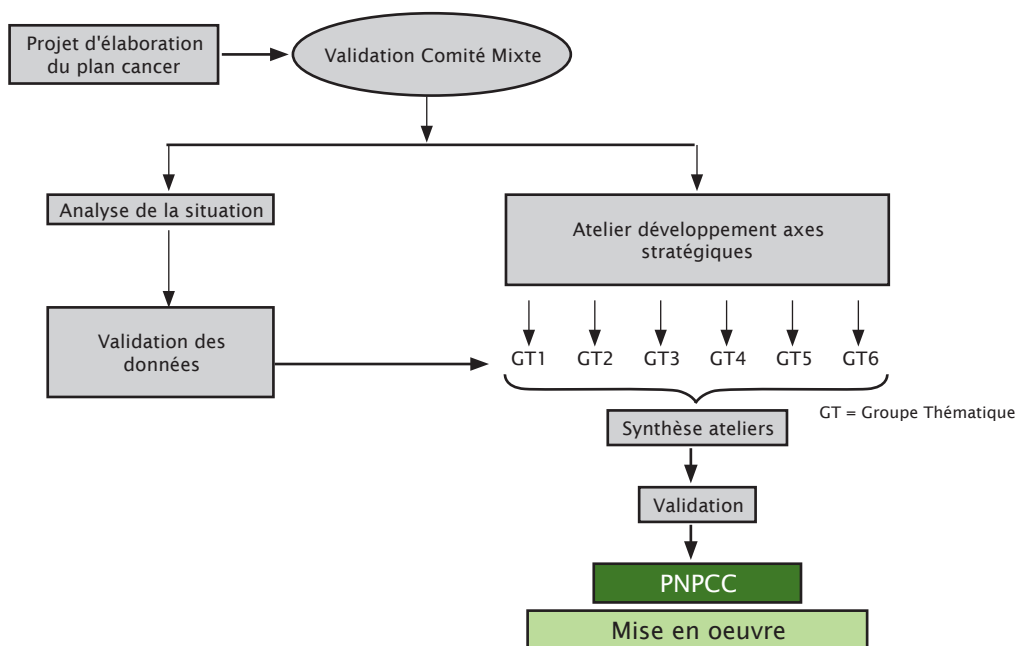 Projet d'élaboration
du plan cancer
Validation Comité Mixte
Analyse de la situation
Atelier développement axes
stratégiques
Validation des
données
GT1 GT2 GT3 GT4 GT5 GT6
GT = Groupe Thématique
Synthèse ateliers
Validation
PNPCC
Mise en oeuvre